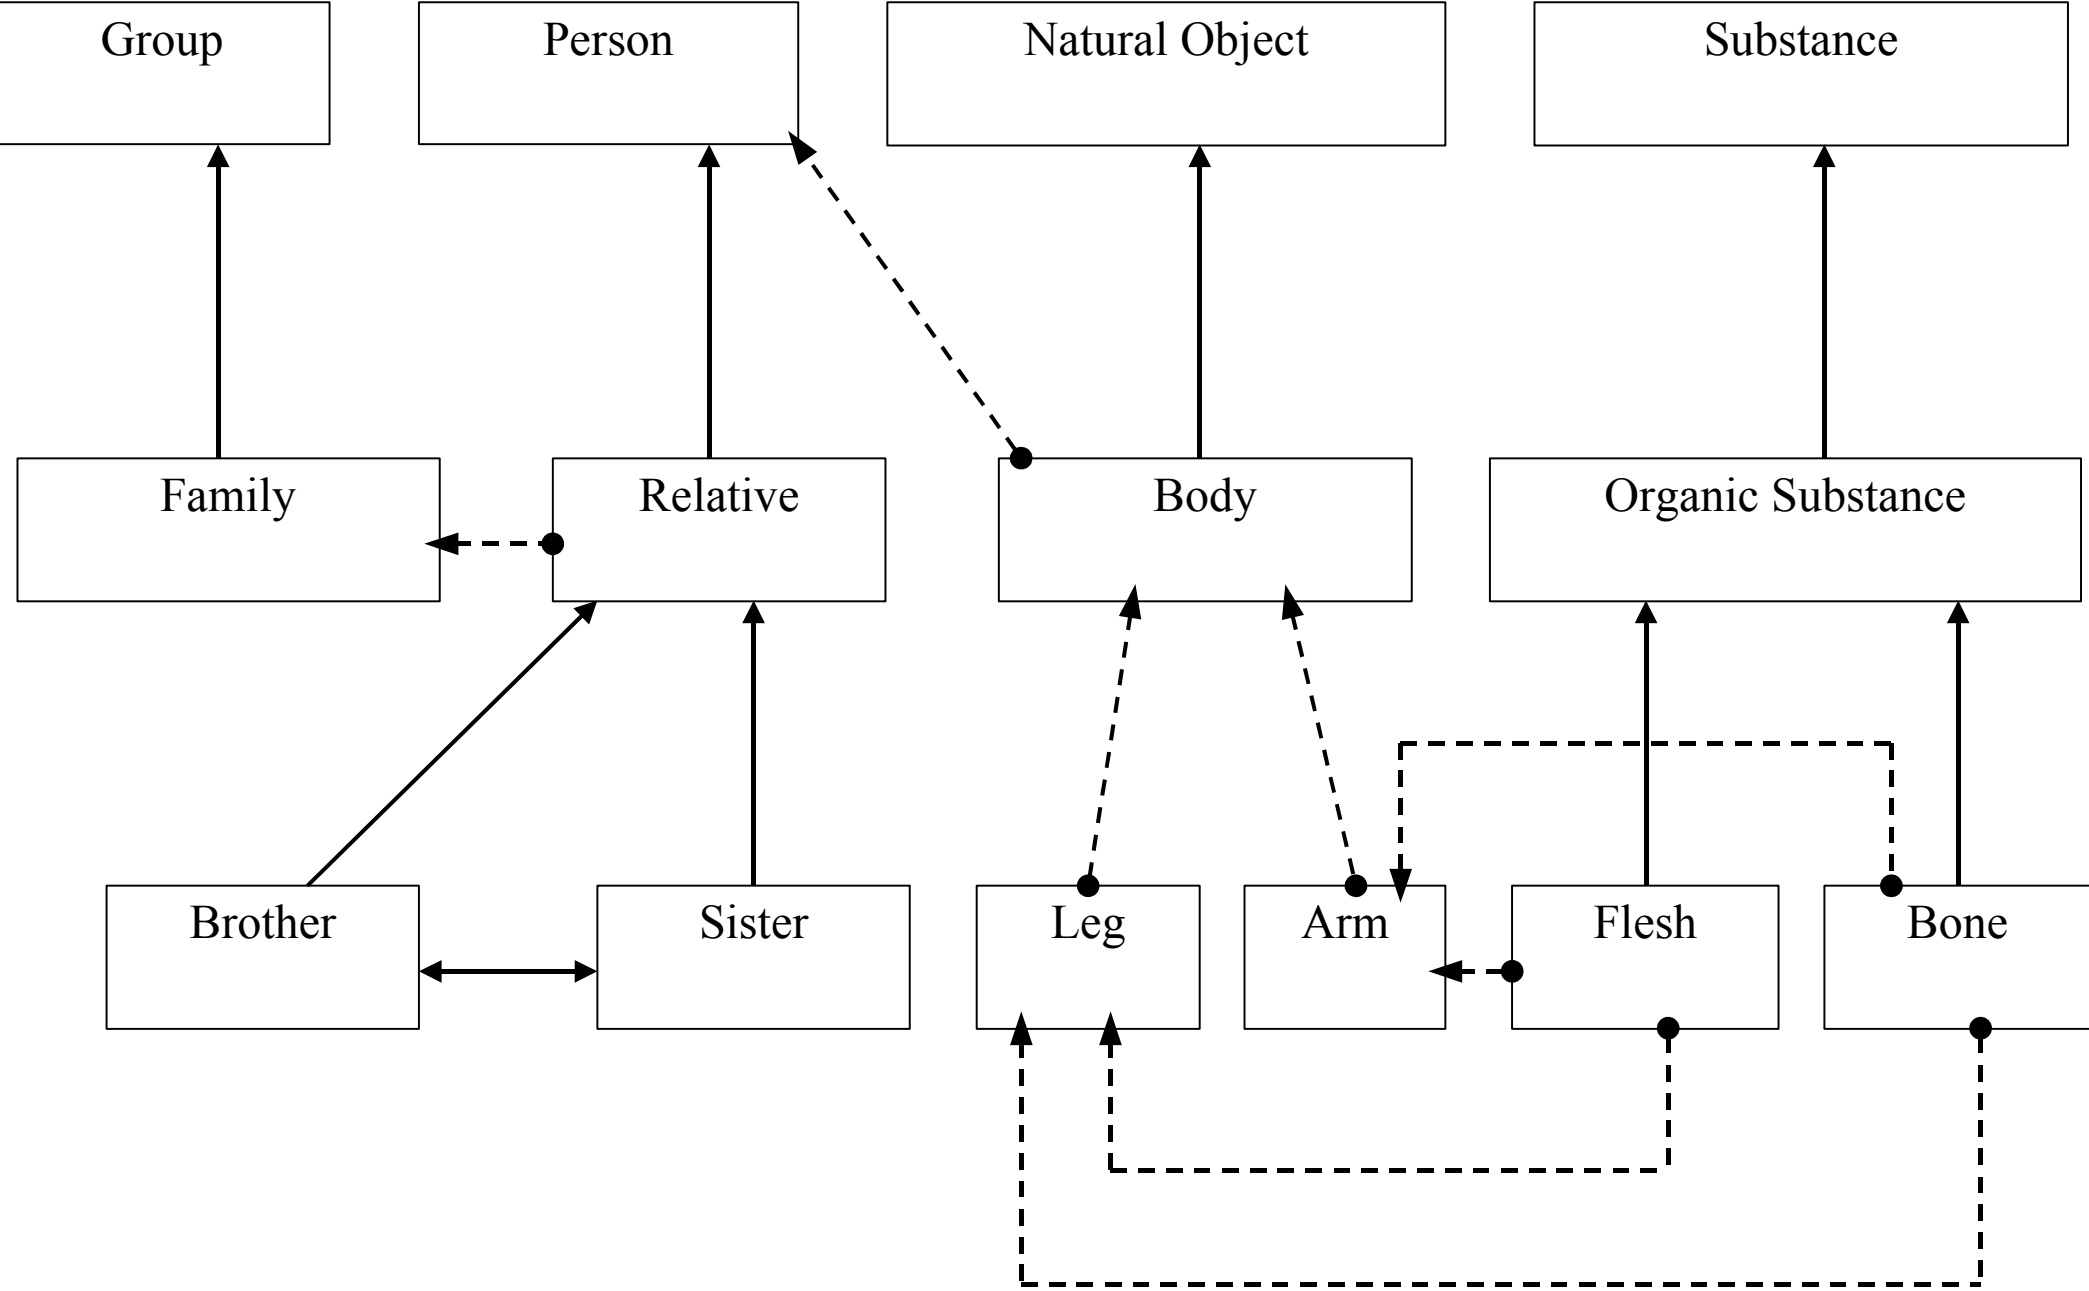 Group
Person
Natural Object
Substance
Family
Relative
Body
Organic Substance
Brother
Sister
Leg
Arm
Flesh
Bone